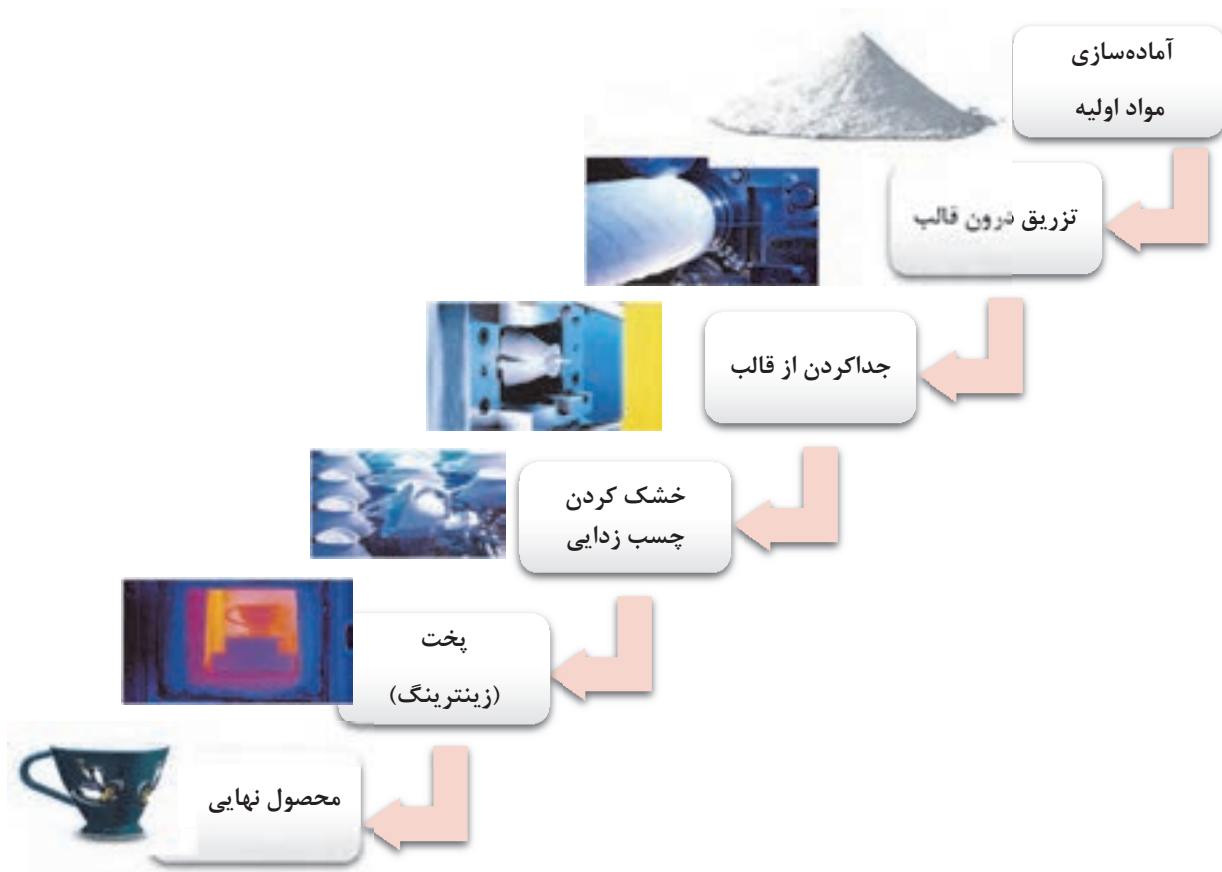 آماده‌سازی
مواد اولیه
تزریق درون قالب
جداکردن از قالب
خشک کردن
چسب زدایی
پخت
(زینترینگ)
محصول نهایی